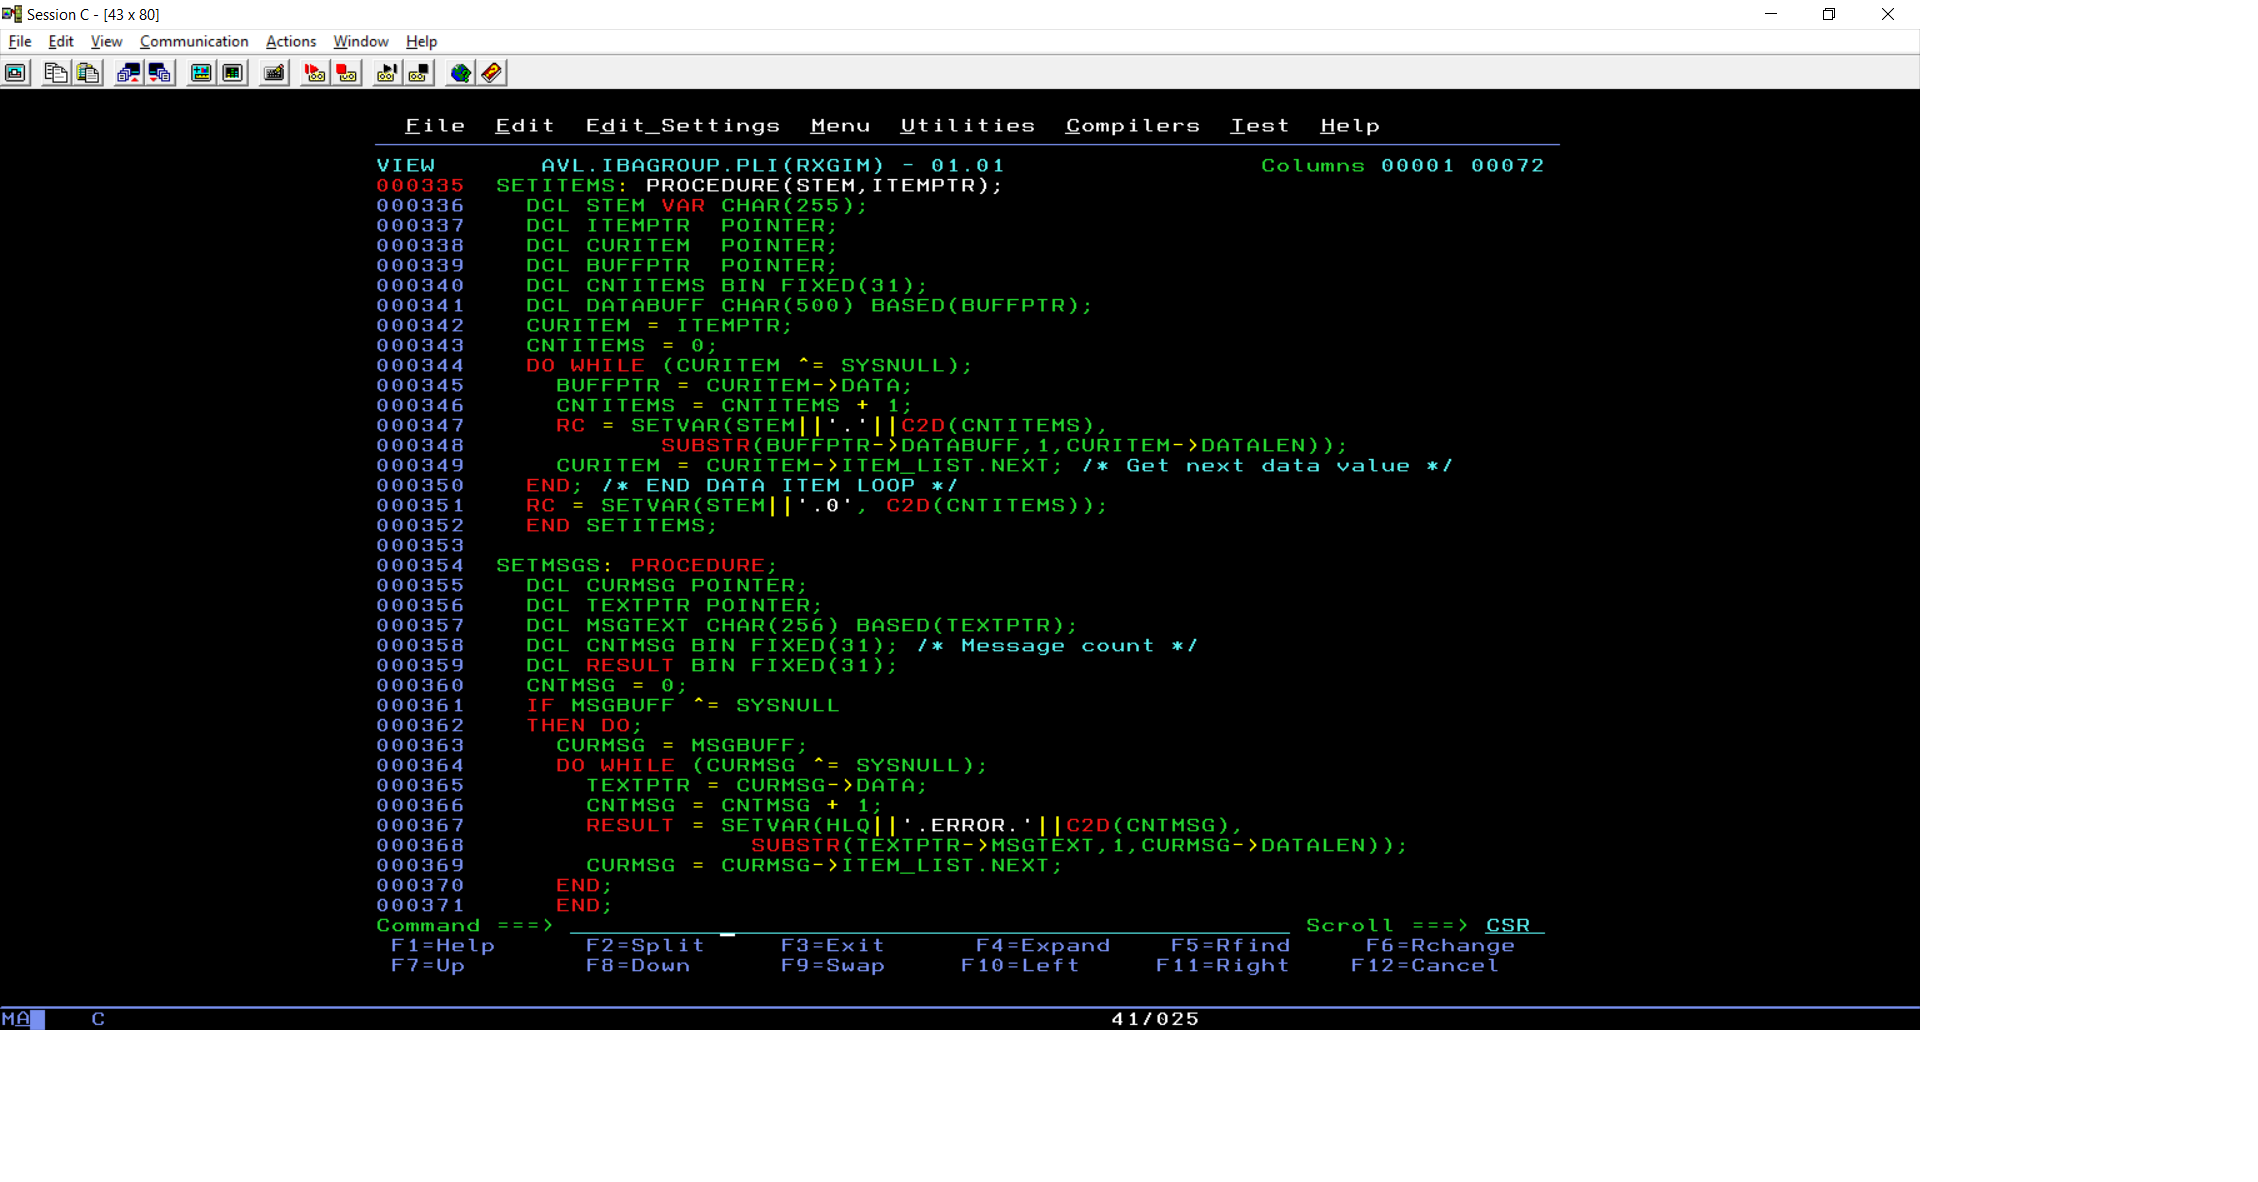 Session C - [43 x 80]
File Edit View Communication Actions Window Help
File Edit Edit_Settings Menu Utilities Compilers Test Help
VIEW AVL.IBAGROUP.PLI(RXGIM) - 01.01 Columns 00001 00072
000335 SETITEMS: PROCEDURE(STEM,ITEMPTR);
000336 DCL STEM VAR CHAR(255);
000337 DCL ITEMPTR POINTER;
000338 DCL CURITEM POINTER;
000339 DCL BUFFPTR POINTER;
000340 DCL CNTITEMS BIN FIXED(31);
000341 DCL DATABUFF CHAR(500) BASED(BUFFPTR);
000342 CURITEM = ITEMPTR;
000343 CNTITEMS = 0;
000344 DO WHILE (CURITEM ^= SYSNULL);
000345 BUFFPTR = CURITEM->DATA;
000346 CNTITEMS = CNTITEMS + 1;
000347 RC = SETVAR(STEM||'.'||C2D(CNTITEMS),
000348 SUBSTR(BUFFPTR->DATABUFF,1,CURITEM->DATALEN));
000349 CURITEM = CURITEM->ITEM_LIST.NEXT; /* Get next data value */
000350 END; /* END DATA ITEM LOOP */
000351 RC = SETVAR(STEM||'.0', C2D(CNTITEMS));
000352 END SETITEMS;
000353
000354 SETMSGS: PROCEDURE;
000355 DCL CURMSG POINTER;
000356 DCL TEXTPTR POINTER;
000357 DCL MSGTEXT CHAR(256) BASED(TEXTPTR);
000358 DCL CNTMSG BIN FIXED(31); /* Message count */
000359 DCL RESULT BIN FIXED(31);
000360 CNTMSG = 0;
000361 IF MSGBUFF ^= SYSNULL
000362 THEN DO;
000363 CURMSG = MSGBUFF;
000364 DO WHILE (CURMSG ^= SYSNULL);
000365 TEXTPTR = CURMSG->DATA;
000366 CNTMSG = CNTMSG + 1;
000367 RESULT = SETVAR(HLQ||'.ERROR.'||C2D(CNTMSG),
000368 SUBSTR(TEXTPTR->MSGTEXT,1,CURMSG->DATALEN));
000369 CURMSG = CURMSG->ITEM_LIST.NEXT;
000370 END;
000371 END;
Command ===> Scroll ===> CSR
F1=Help F2=Split F3=Exit F4=Expand F5=Rfind F6=Rchange
F7=Up F8=Down F9=Swap F10=Left F11=Right F12=Cancel
MA C 41/025